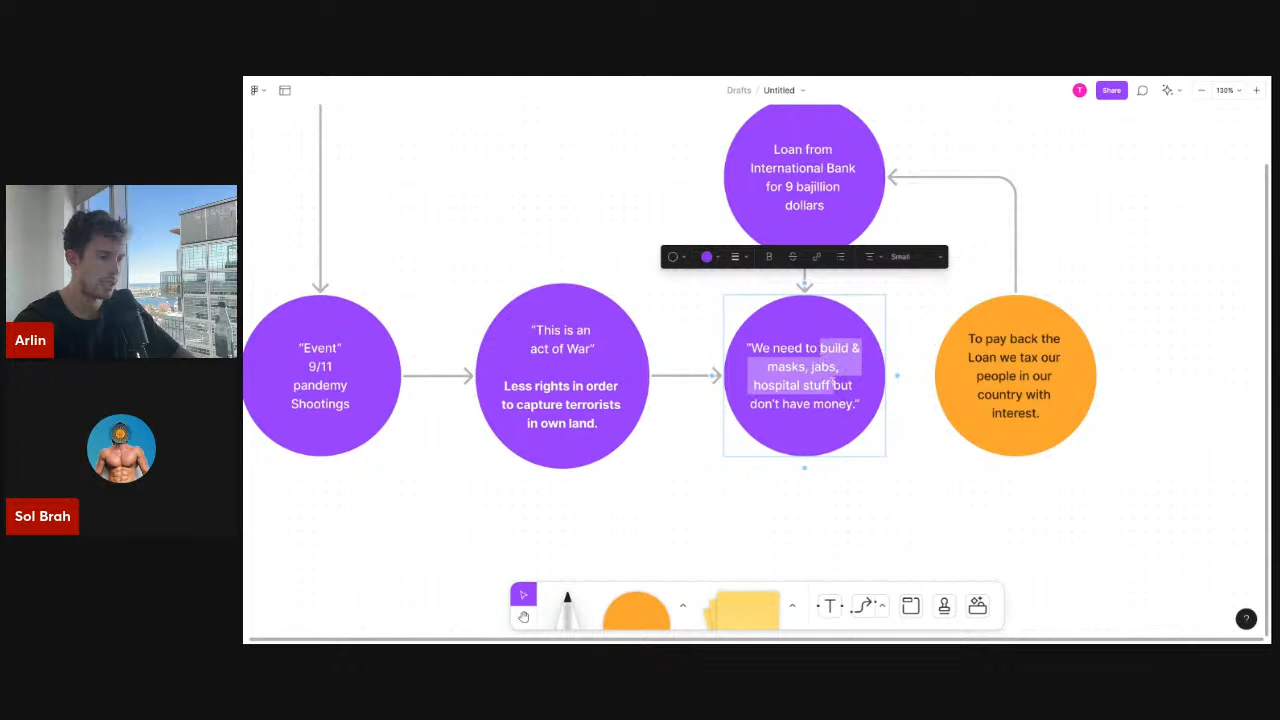 Drafts / Untitled
T
Share
130%
Loan from
International Bank
for 9 bajillion
dollars
B
S
Small
"Event"
9/11
pandemy
Shootings
"This is an
act of War"
Less rights in order
to capture terrorists
in own land.
"We need to build &
masks, jabs,
hospital stuff but
don't have money."
To pay back the
Loan we tax our
people in our
country with
interest.
Arlin
Sol Brah
T
?